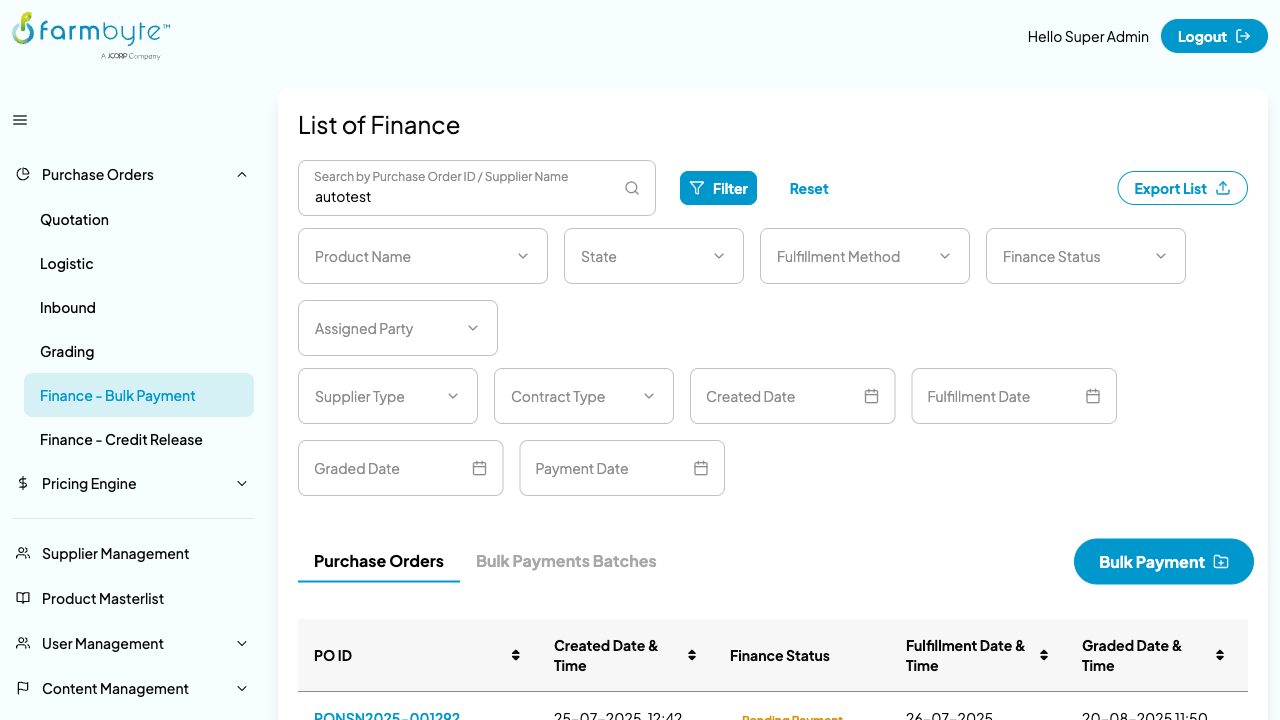 farmbyte™
A JCORP Company
Hello Super Admin
Logout
Purchase Orders
Quotation
Logistic
Inbound
Grading
Finance - Bulk Payment
Finance - Credit Release
Pricing Engine
Supplier Management
Product Masterlist
User Management
Content Management
List of Finance
Search by Purchase Order ID / Supplier Name
autotest
Filter
Reset
Export List
Product Name
State
Fulfillment Method
Finance Status
Assigned Party
Supplier Type
Contract Type
Created Date
Fulfillment Date
Graded Date
Payment Date
Purchase Orders
Bulk Payments Batches
Bulk Payment
PO ID
Created Date &
Time
Finance Status
Fulfillment Date &
Time
Graded Date &
Time
PONSN2025-001292
25-07-2025, 12:42
Pending Payment
26-07-2025
20-08-2025 11:50